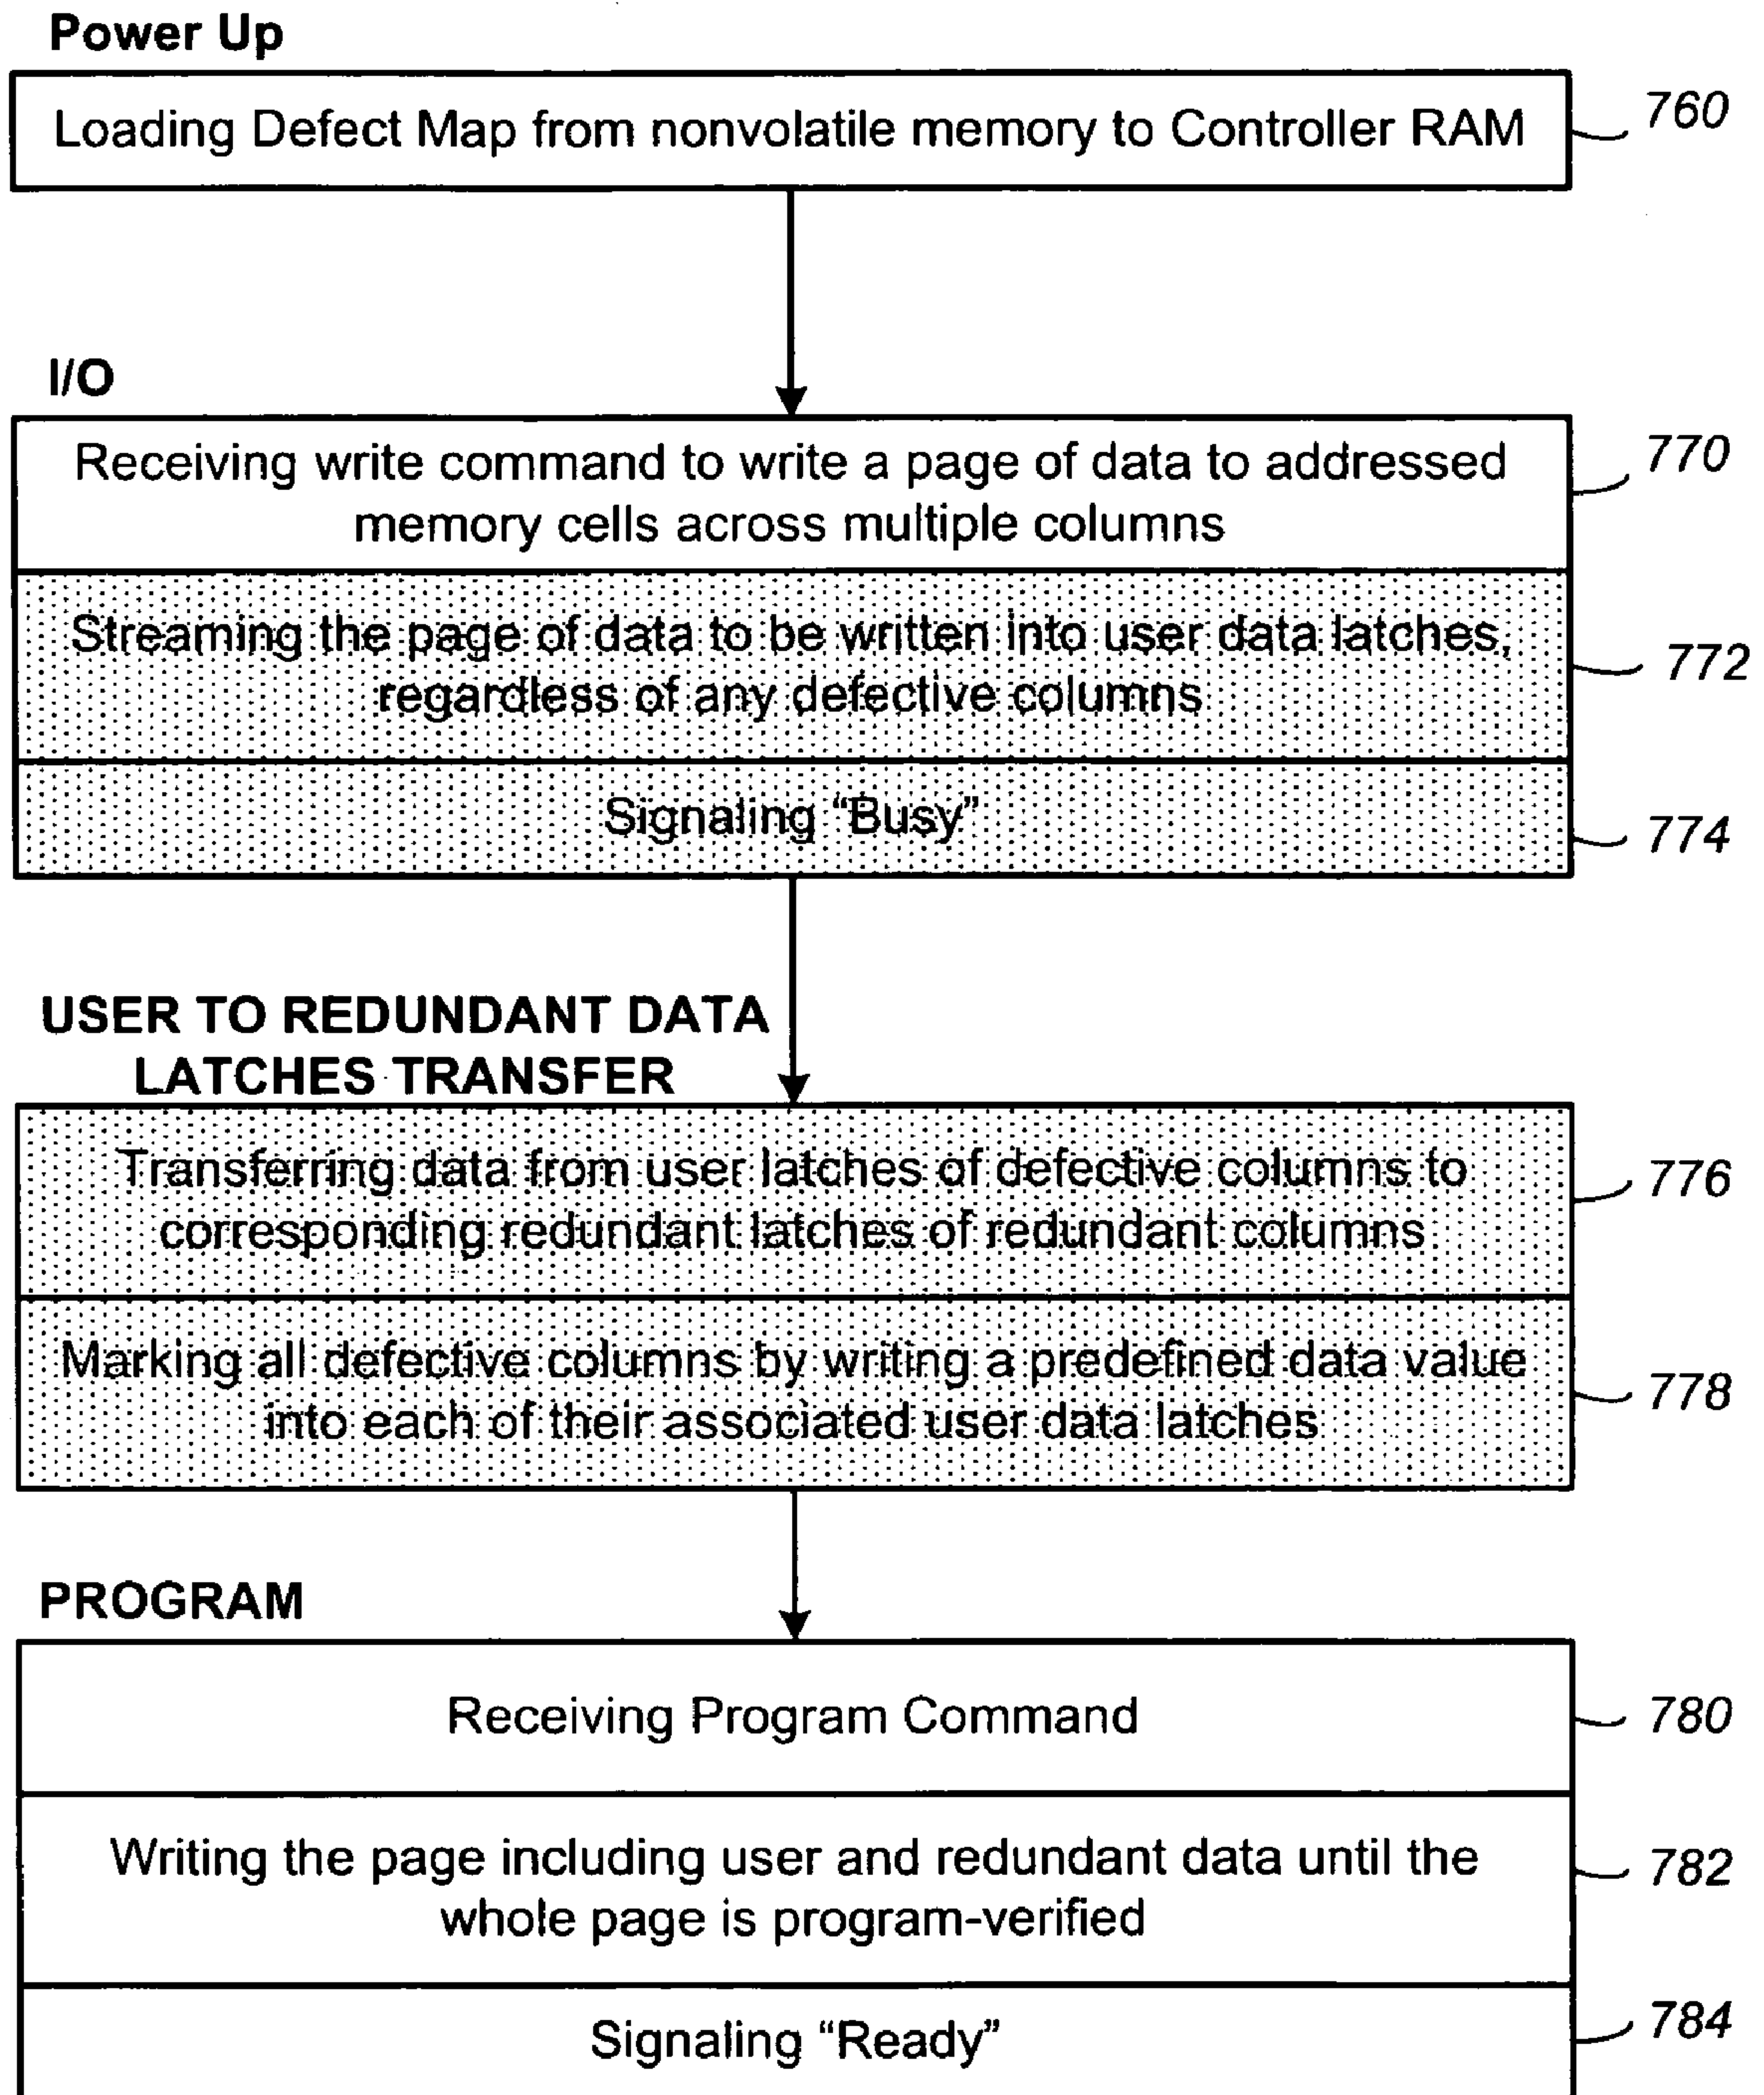 Power Up
Loading Defect Map from nonvolatile memory to Controller RAM
760
I/O
Receiving write command to write a page of data to addressed
memory cells across multiple columns
770
Streaming the page of data to be written into user data latches,
regardless of any defective columns
772
Signaling “Busy”
774
USER TO REDUNDANT DATA
LATCHES TRANSFER
Transferring data from user latches of defective columns to
corresponding redundant latches of redundant columns
776
Marking all defective columns by writing a predefined data value
into each of their associated user data latches
778
PROGRAM
Receiving Program Command
780
Writing the page including user and redundant data until the
whole page is program-verified
782
Signaling “Ready”
784